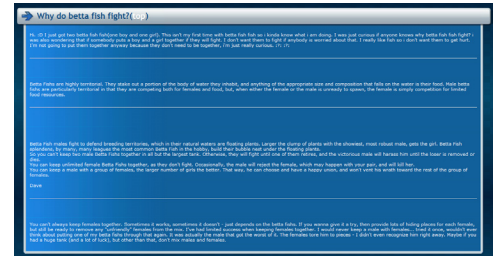 Why do betta fish fight?(top)
Hi. ID I just got two betta fish fish(one boy and one girl). This isn't my first time with betta fish fish so i kinda know what i am doing. I was just curious if anyone knows why betta fish fish fight? i
was also wondering that if somebody puts a boy and a girl together if they will fight. I don't want them to fight if anybody is worried about that. I really like fish so i don't want them to get hurt.
I'm not going to put them together anyway because they don't need to be together, i'm just really curious.
Betta Fishs are highly territorial. They stake out a portion of the body of water they inhabit, and anything of the appropriate size and composition that falls on the water is their food. Male betta
fishs are particularly territorial in that they are competing both for females and food, but, when either the female or the male is unready to spawn, the female is simply competition for limited
food resources.
Betta Fish males fight to defend breeding territories, which in their natural waters are floating plants. Larger the clump of plants with the showiest, most robust male, gets the girl. Betta Fish
splendens, by many, many leagues the most common Betta fish in the hobby, build their bubble nest under the floating plants.
So you can't keep two male Betta fishs together in all but the largest tank. Otherwise, they will fight until one of them retires, and the victorious male will harass him until the loser is removed or
dies.
You can keep unlimited female Betta Fishs together, as they don't fight. Occasionally, the male will reject the female, which may happen with your pair, and will kill her.
You can keep a male with a group of females, the larger number of girls the better. That way, he can choose and have a happy union, and won't vent his wrath toward the rest of the group of
females.
Dave
You can't always keep females together. Sometimes it works, sometimes it doesn't - just depends on the betta fishs. If you wanna give it a try, then provide lots of hiding places for each female,
but still be ready to remove any "unfriendly" females from the mix. I've had limited success when keeping females together. I would never keep a male with females... tried it once, wouldn't ever
think about putting one of my betta fishs through that again. It was actually the male that got the worst of it. The females tore him to pieces - I didn't even recognize him right away. Maybe if you
had a huge tank (and a lot of luck), but other than that, don't mix males and females.